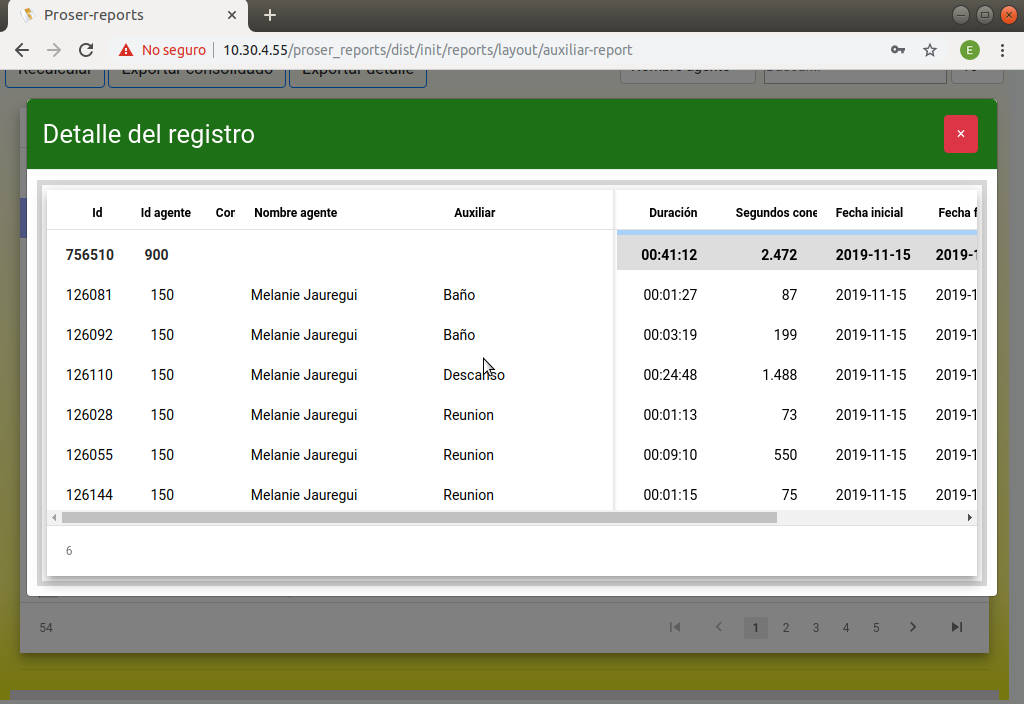 Proser-reports
No seguro 10.30.4.55/proser_reports/dist/init/reports/layout/auxiliar-report E
Recalcular Exportar consolidado Exportar detalle Nombre agente
Detalle del registro ×
Id Id agente Cor Nombre agente Auxiliar Duración Segundos cone Fecha inicial Fecha f
756510 900 00:41:12 2.472 2019-11-15 2019-1
126081 150 Melanie Jauregui Baño 00:01:27 87 2019-11-15 2019-1
126092 150 Melanie Jauregui Baño 00:03:19 199 2019-11-15 2019-1
126110 150 Melanie Jauregui Descanso 00:24:48 1.488 2019-11-15 2019-1
126028 150 Melanie Jauregui Reunion 00:01:13 73 2019-11-15 2019-1
126055 150 Melanie Jauregui Reunion 00:09:10 550 2019-11-15 2019-1
126144 150 Melanie Jauregui Reunion 00:01:15 75 2019-11-15 2019-1
6
54 1 2 3 4 5